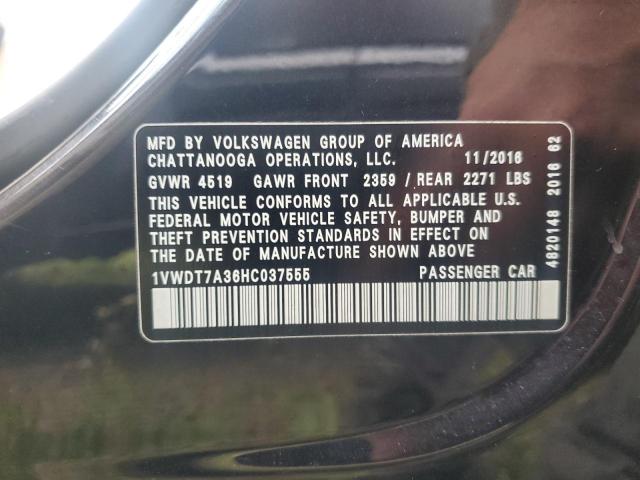 MFD BY VOLKSWAGEN GROUP OF AMERICA
CHATTANOOGA OPERATIONS, LLC. 11/2016
GVWR 4519 GAWR FRONT 2359 / REAR 2271 LBS
THIS VEHICLE CONFORMS TO ALL APPLICABLE U.S.
FEDERAL MOTOR VEHICLE SAFETY, BUMPER AND
THEFT PREVENTION STANDARDS IN EFFECT ON
THE DATE OF MANUFACTURE SHOWN ABOVE
1VWDT7A36HC037555 PASSENGER CAR
4820148 2016 62